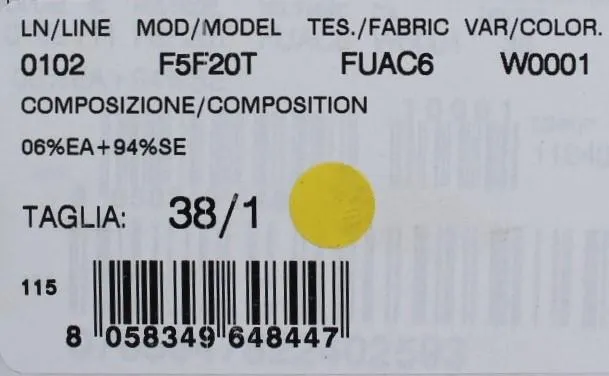 LN/LINE MOD/MODEL TES./FABRIC VAR/COLOR.
0102 F5F20T FUAC6 W0001
COMPOSIZIONE/COMPOSITION
06%EA+94%SE
TAGLIA: 38/1
115
8 058349 648447